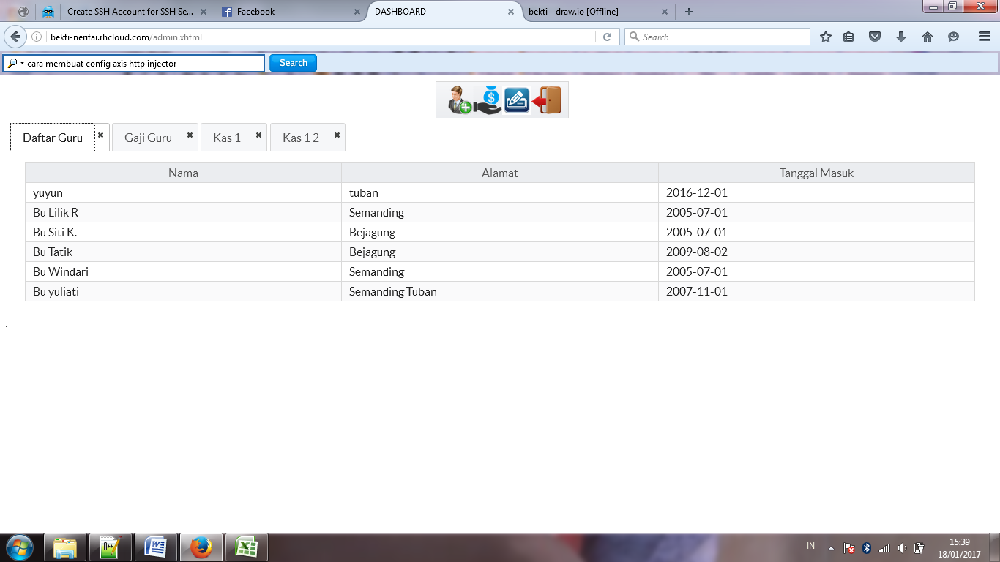 Create SSH Account for SSH Se... Facebook DASHBOARD bekti - draw.io [Offline]
bekti-nerifai.rhcloud.com/admin.xhtml Search
cara membuat config axis http injector Search
Daftar Guru Gaji Guru Kas 1 Kas 1 2
Nama Alamat Tanggal Masuk
yuyun tuban 2016-12-01
Bu Lilik R Semanding 2005-07-01
Bu Siti K. Bejagung 2005-07-01
Bu Tatik Bejagung 2009-08-02
Bu Windari Semanding 2005-07-01
Bu yuliati Semanding Tuban 2007-11-01
.
IN 15:39
18/01/2017